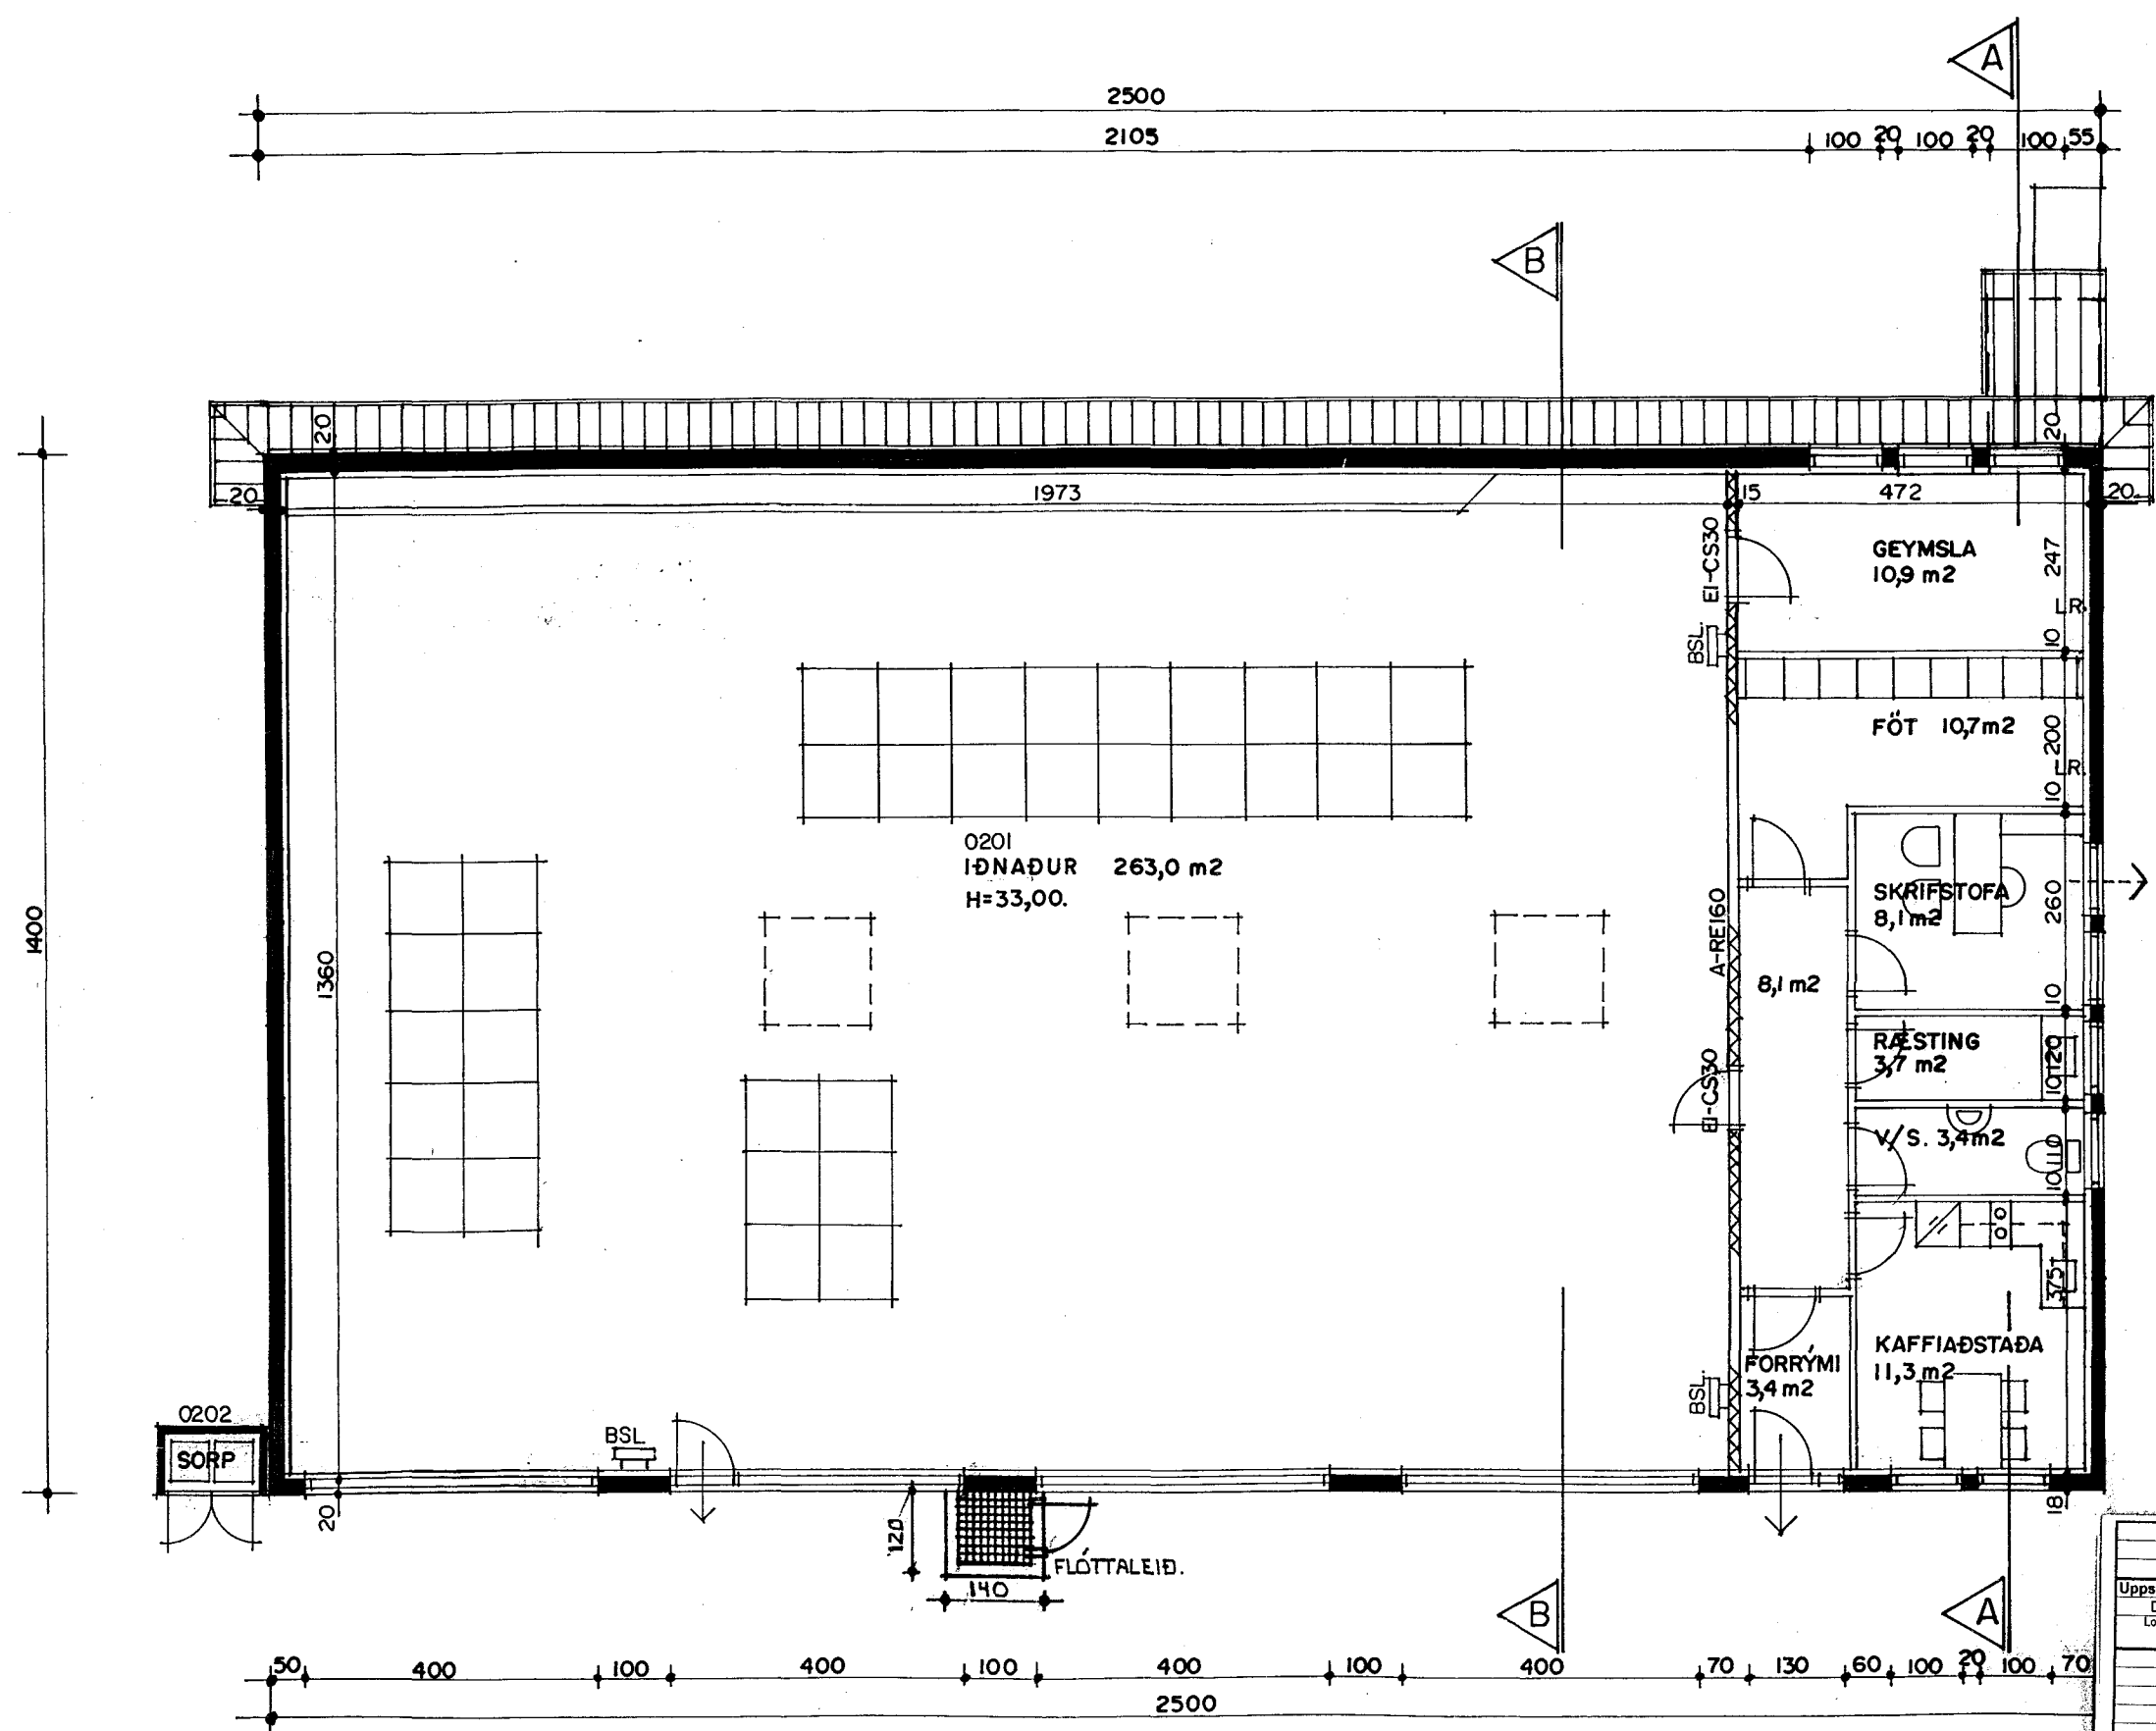 A
2500
2105
100 20 100 20 100 55
B
20
20
20
1973
15
472
20
EI-CS30
GEYMSLA
10,9 m2
247
LR.
BSL.
10
FÖT 10,7m2
200
LR.
10
0201
IÐNAÐUR 263,0 m2
H=33,00.
SKRIFSTOFA
8,1m2
260
1400
1360
A-REI60
8,1 m2
10
RÆSTING
3,7 m2
120
10
EI-CS30
V/S. 3,4m2
110
10
375
KAFFIAÐSTAÐA
11,3 m2
FORRÝMI
3,4 m2
BSL.
0202
SORP
BSL
20
18
120
FLÓTTALEIÐ.
140
B
A
Upps
50 400 100 400 100 400 100 400 70 130 60 100 20 100 70
2500